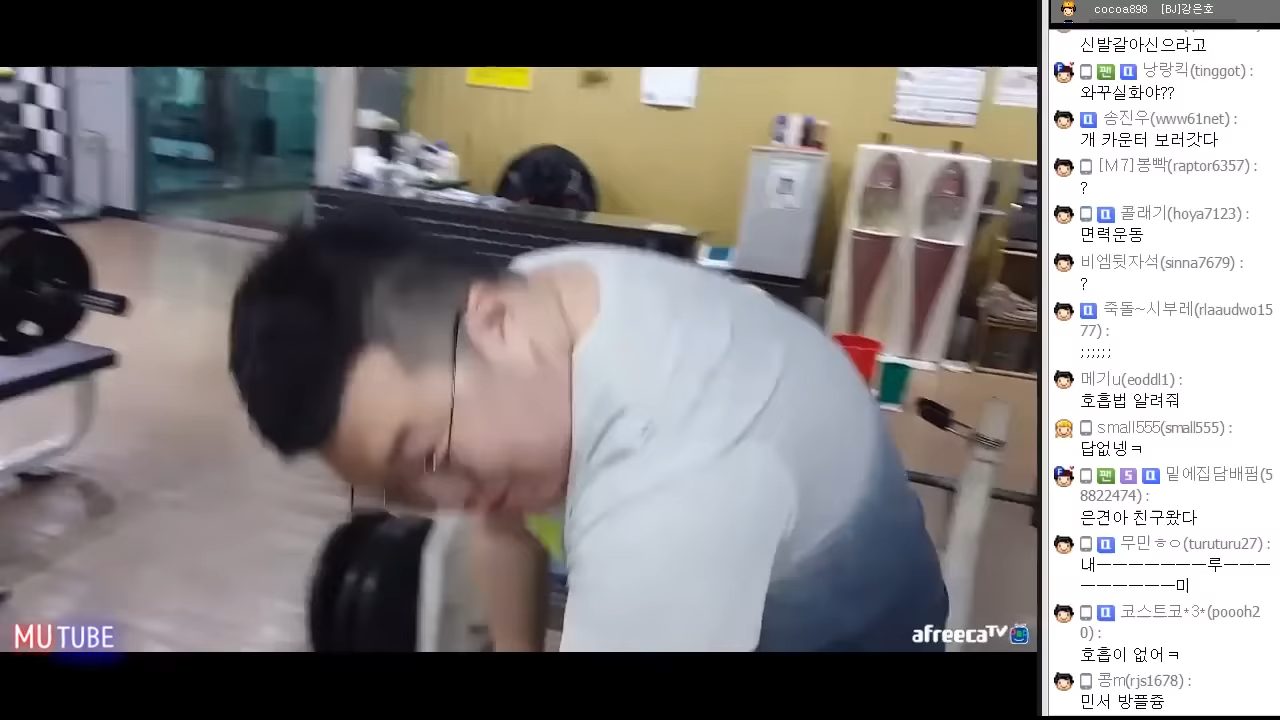 cocoa898 [BJ]강은호
신발갈아신으라고
팬 낭랑킥(tinggot) :
와꾸실화야??
송진우(www61net) :
개 카운터 보러갓다
[M7]봉빡(raptor6357) :
?
콜래기(hoya7123) :
면력운동
비엠뒷자석(sinna7679) :
?
죽돌~시부레(rlaaudwo15
77) :
;;;;;;
메기u(eoddl1) :
호흡법 알려줘
small555(small555) :
답없넹ㅋ
팬 S 밑에집담배핌(5
8822474) :
은견아 친구왔다
무민ㅎㅇ(turuturu27) :
내ㅡㅡㅡㅡㅡㅡㅡ루ㅡㅡㅡ
ㅡㅡㅡㅡㅡㅡ미
코스트코*3*(poooh2
0) :
호흡이 없어ㅋ
콩m(rjs1678) :
민서 방플쥼
MUTUBE
afreecaTV